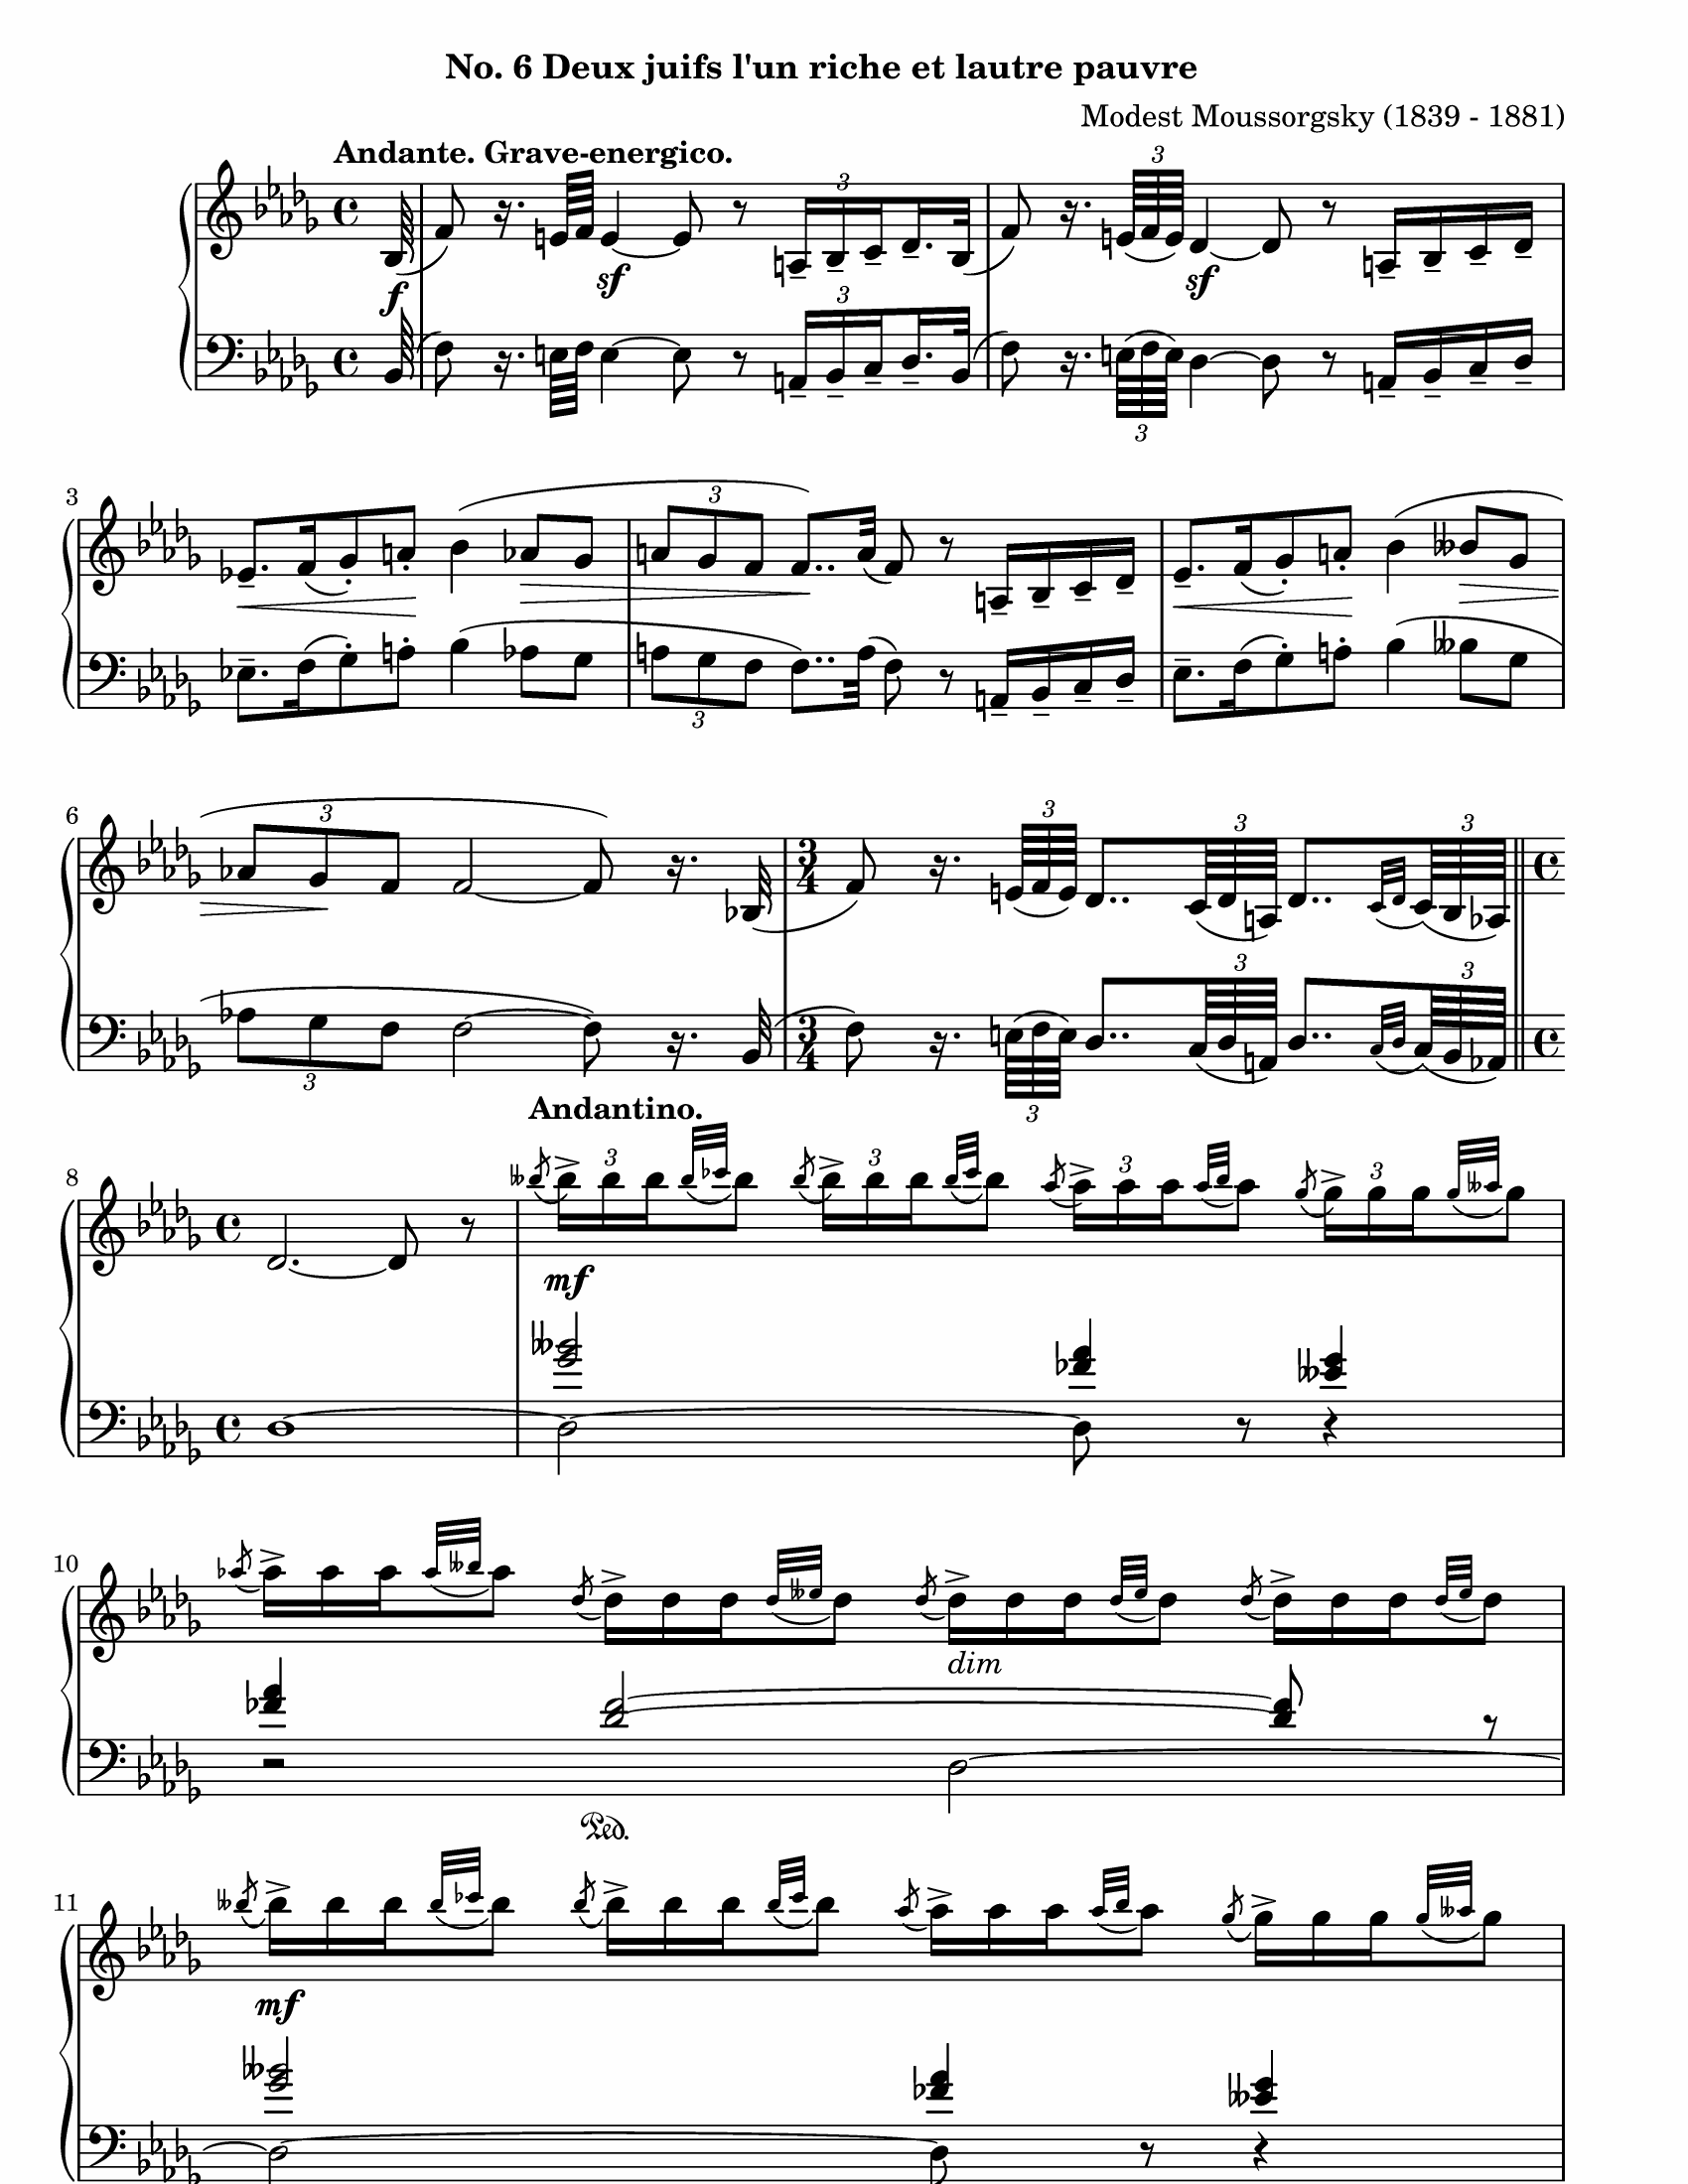 No. 6 Deux juifs l'un riche et lautre pauvre
Modest Moussorgsky (1839 - 1881)
Andante. Grave-energico.
3 3
f sf sf
3 3
3
3
3
6
3 3 3 3
3 3 3
Andantino.
8
3 3 3 3
mf
10
dim
Ped.
11
mf